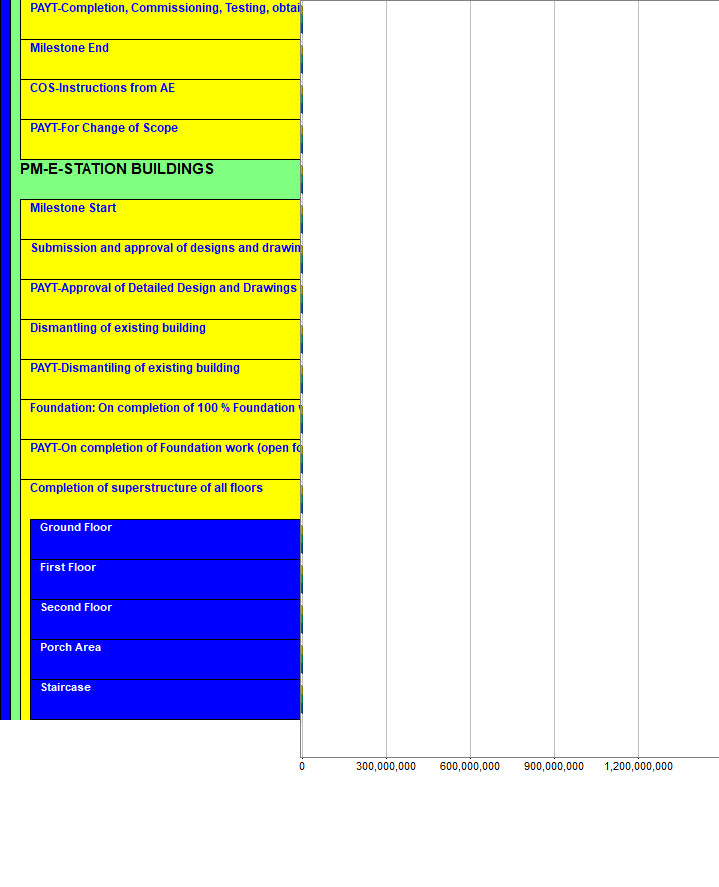 PAYT-Completion, Commissioning, Testing, obtai
Milestone End
COS-Instructions from AE
PAYT-For Change of Scope
PM-E-STATION BUILDINGS
Milestone Start
Submission and approval of designs and drawin
PAYT-Approval of Detailed Design and Drawings
Dismantling of existing building
PAYT-Dismantiling of existing building
Foundation: On completion of 100 % Foundation
PAYT-On completion of Foundation work (open fo
Completion of superstructure of all floors
Ground Floor
First Floor
Second Floor
Porch Area
Staircase
0 300,000,000 600,000,000 900,000,000 1,200,000,000